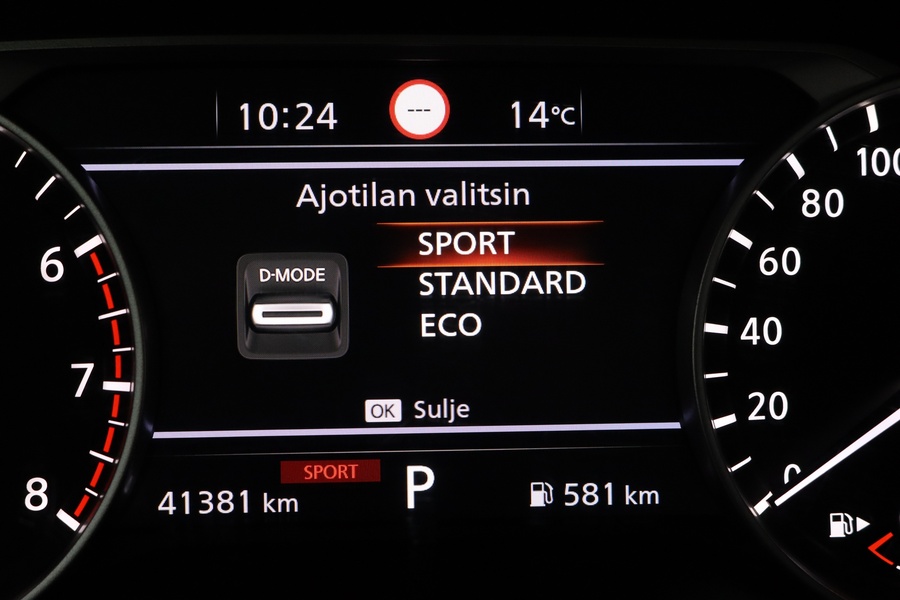 10:24
---
14°C
Ajotilan valitsin
D-MODE
SPORT
STANDARD
ECO
OK Sulje
SPORT
41381 km
P
581 km
6
7
8
100
80
60
40
20
0